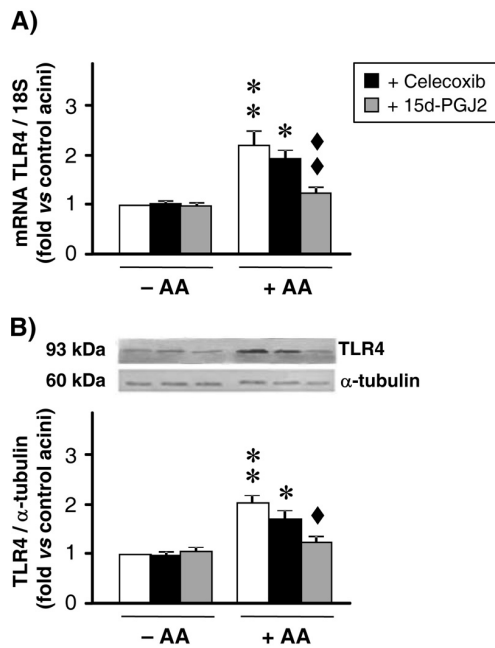 A)
mRNA TLR4 / 18S
(fold vs control acini)
3
2
1
0
+ Celecoxib
+ 15d-PGJ2
*
*
*
♦
♦
– AA
+ AA
B)
93 kDa
TLR4
60 kDa
α-tubulin
TLR4 / α-tubulin
(fold vs control acini)
3
2
1
0
*
*
*
♦
– AA
+ AA